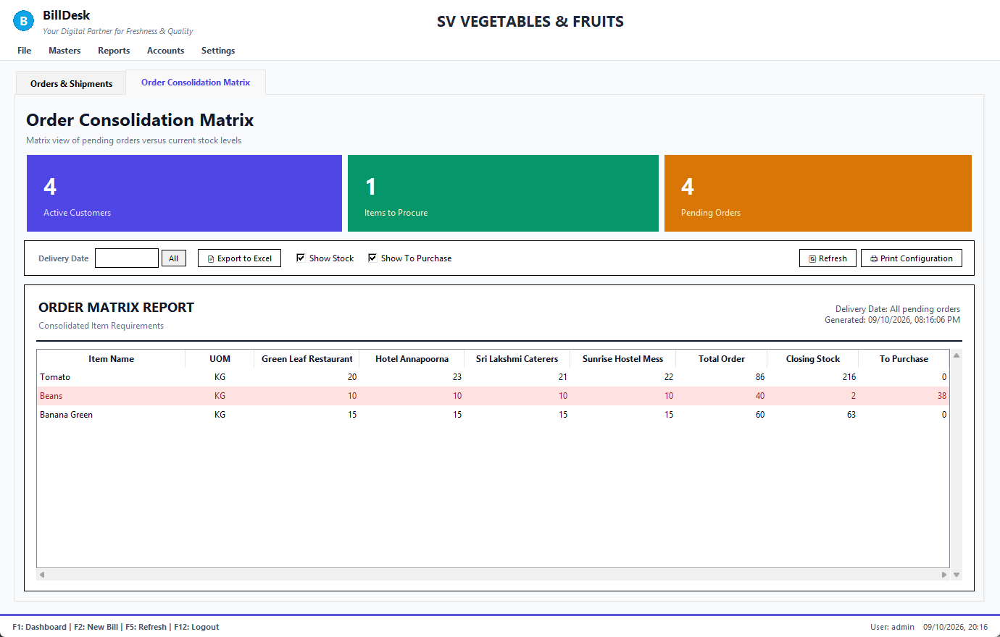 B
BillDesk
Your Digital Partner for Freshness & Quality
SV VEGETABLES & FRUITS
File Masters Reports Accounts Settings
Orders & Shipments Order Consolidation Matrix
Order Consolidation Matrix
Matrix view of pending orders versus current stock levels
4 1 4
Active Customers Items to Procure Pending Orders
Delivery Date All Export to Excel Show Stock Show To Purchase Refresh Print Configuration
ORDER MATRIX REPORT
Consolidated Item Requirements
Delivery Date: All pending orders
Generated: 09/10/2026, 08:16:06 PM
Item Name UOM Green Leaf Restaurant Hotel Annapoorna Sri Lakshmi Caterers Sunrise Hostel Mess Total Order Closing Stock To Purchase
Tomato KG 20 23 21 22 86 216 0
Beans KG 10 10 10 10 40 2 38
Banana Green KG 15 15 15 15 60 63 0
F1: Dashboard | F2: New Bill | F5: Refresh | F12: Logout
User: admin 09/10/2026, 20:16